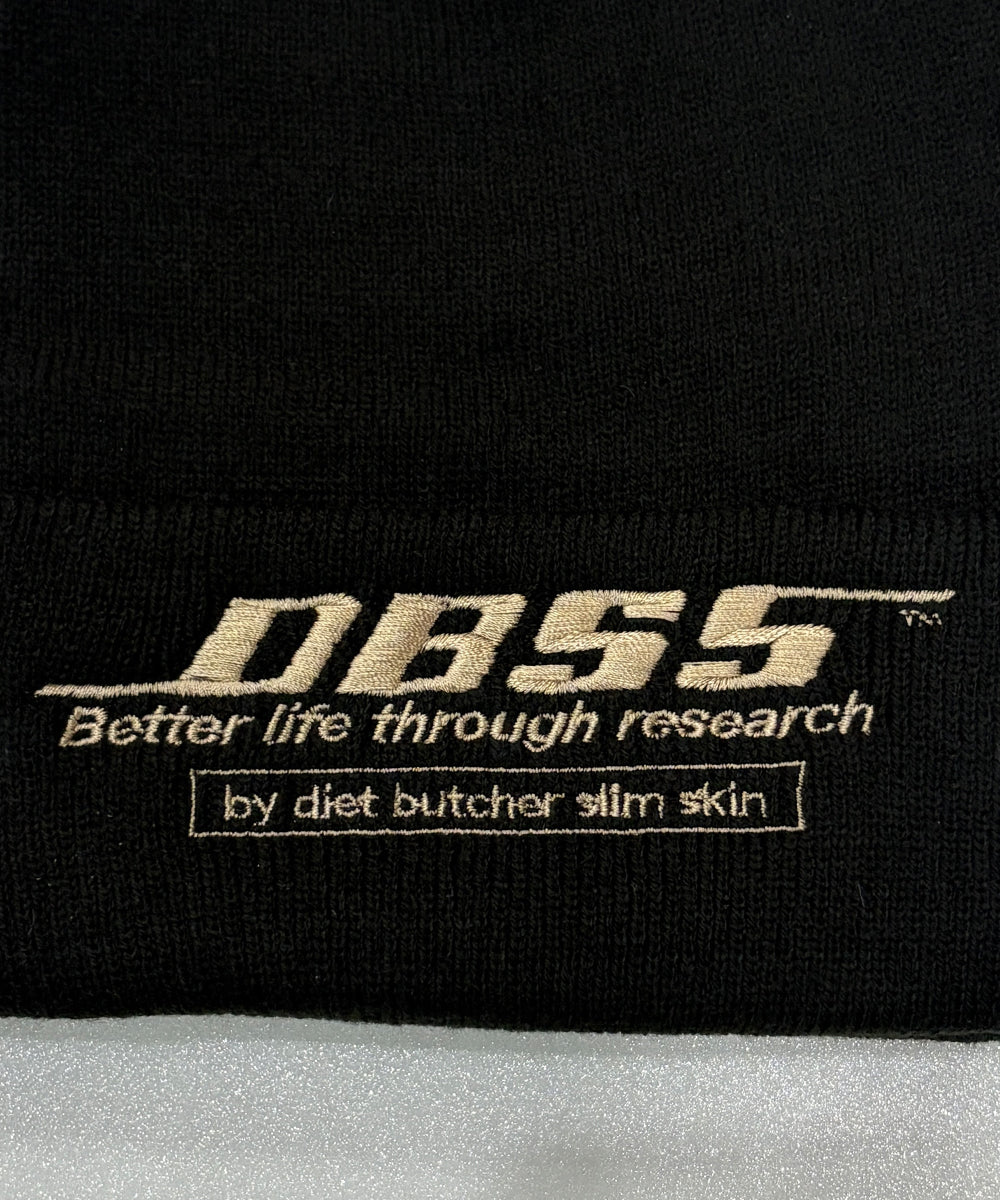 DBSS™
Better life through research
by diet butcher slim skin